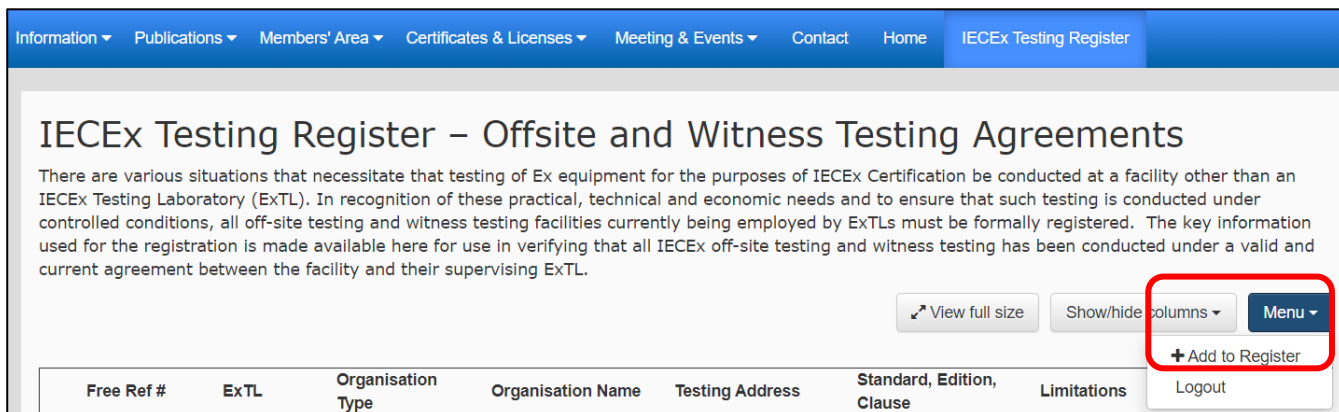 Information Publications Members' Area Certificates & Licenses Meeting & Events Contact Home IECEx Testing Register
IECEx Testing Register – Offsite and Witness Testing Agreements
There are various situations that necessitate that testing of Ex equipment for the purposes of IECEx Certification be conducted at a facility other than an
IECEx Testing Laboratory (ExTL). In recognition of these practical, technical and economic needs and to ensure that such testing is conducted under
controlled conditions, all off-site testing and witness testing facilities currently being employed by ExTLs must be formally registered.  The key information
used for the registration is made available here for use in verifying that all IECEx off-site testing and witness testing has been conducted under a valid and
current agreement between the facility and their supervising ExTL.
View full size Show/hide columns Menu
+ Add to Register
Logout
Free Ref # ExTL Organisation Type Organisation Name Testing Address Standard, Edition, Clause Limitations